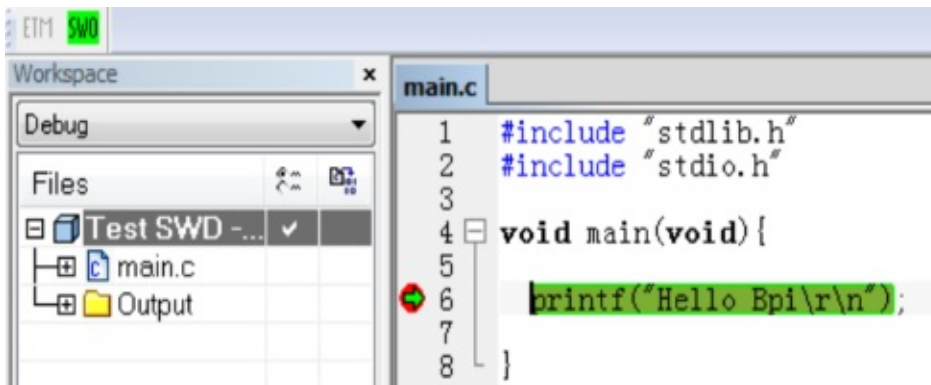 ETM SWO
Workspace x
Debug
Files
Test SWD -...
main.c
Output
main.c
1 #include "stdlib.h"
2 #include "stdio.h"
3
4 void main(void){
5
6 printf("Hello Bpi\r\n");
7
8 }